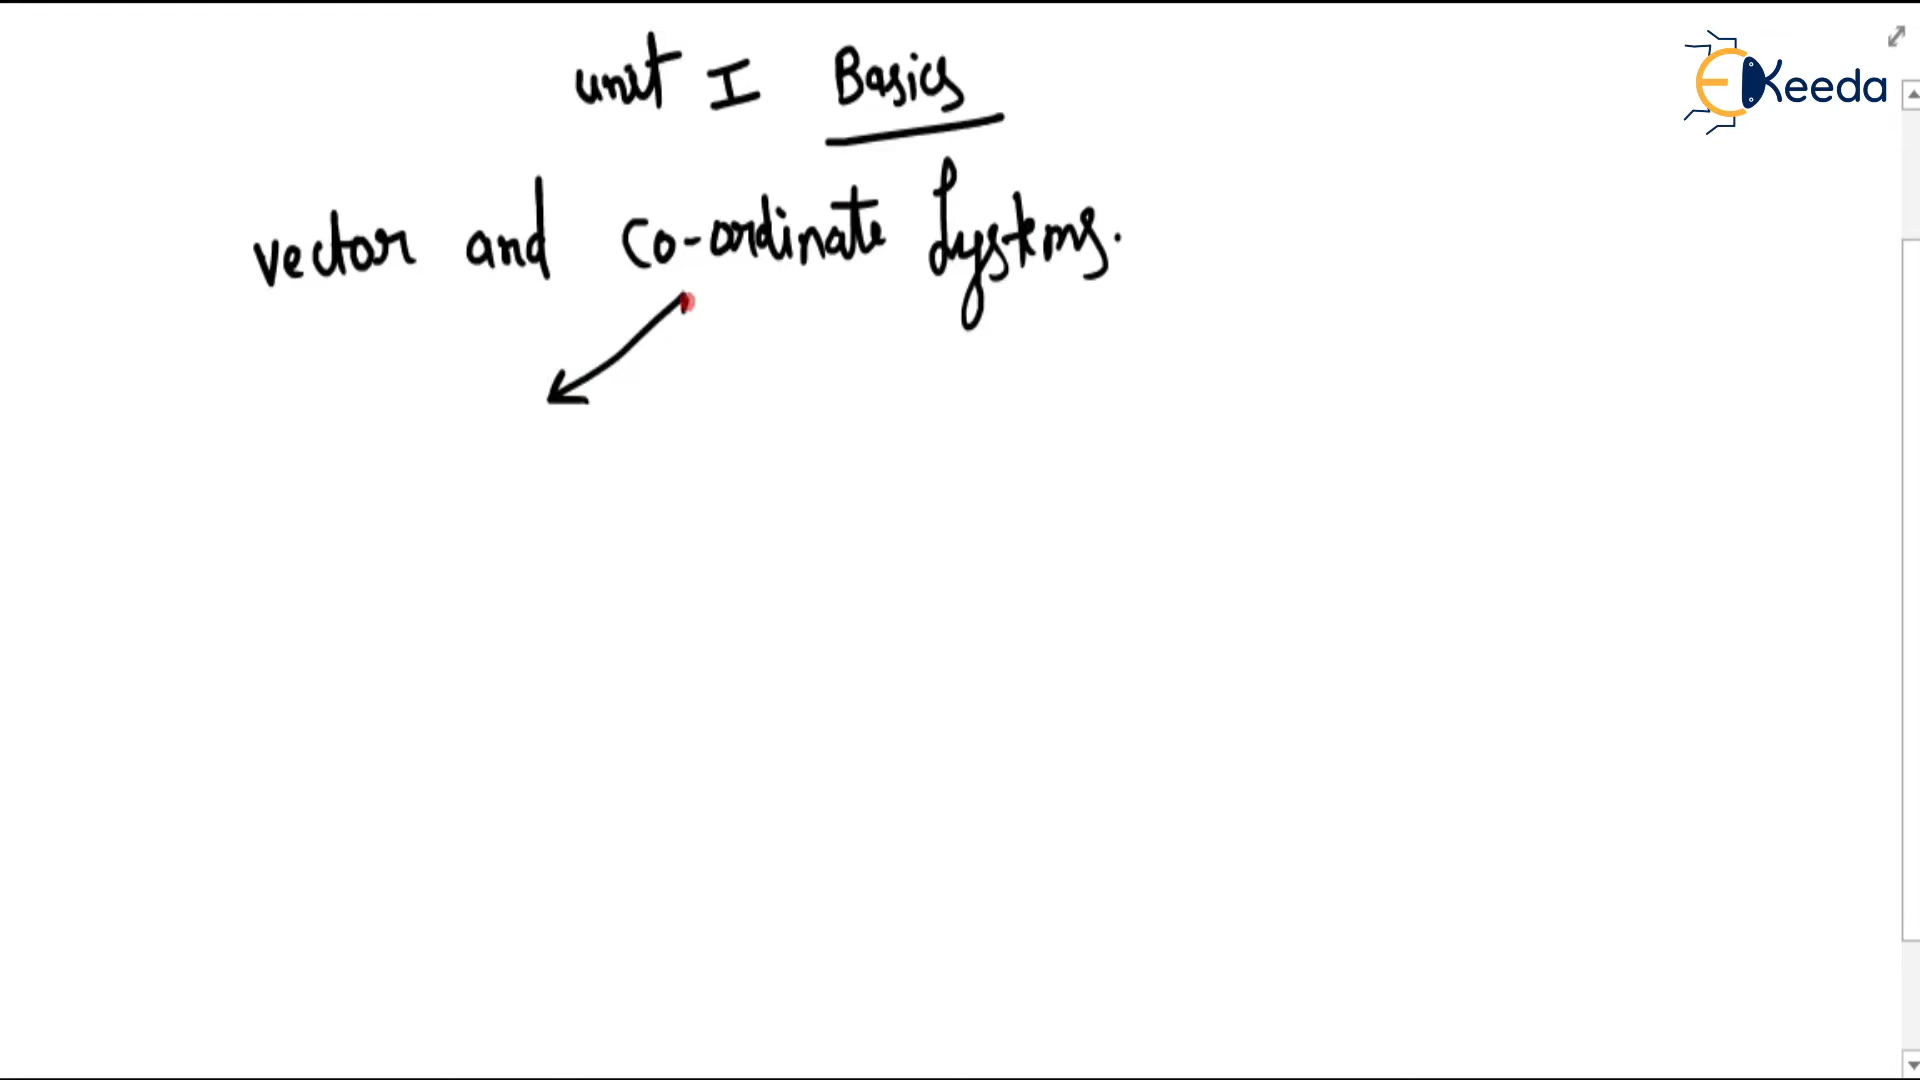 unit I Basics
EKeeda
vector and Co-ordinate Systems.